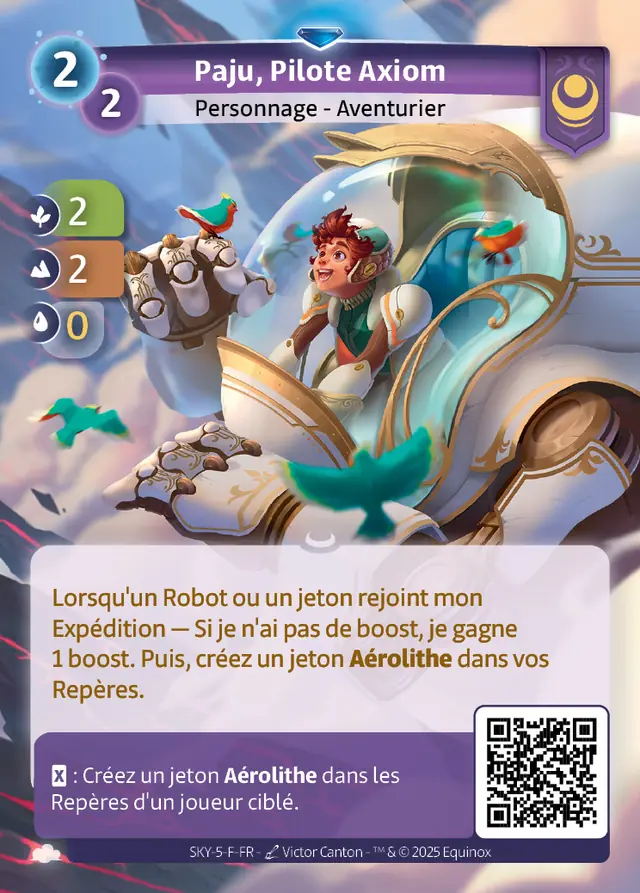 2
Paju, Pilote Axiom
2
Personnage - Aventurier
2
2
0
Lorsqu'un Robot ou un jeton rejoint mon
Expédition — Si je n'ai pas de boost, je gagne
1 boost. Puis, créez un jeton Aérolithe dans vos
Repères.
X : Créez un jeton Aérolithe dans les
Repères d'un joueur ciblé.
SKY-5-F-FR - Victor Canton - ™ & © 2025 Equinox